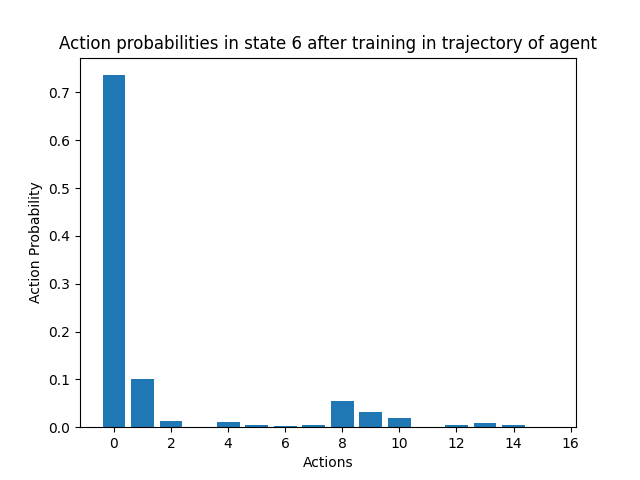 Action probabilities in state 6 after training in trajectory of agent
0.7
0.6
0.5
0.4
0.3
0.2
0.1
0.0
Action Probability
0 2 4 6 8 10 12 14 16
Actions